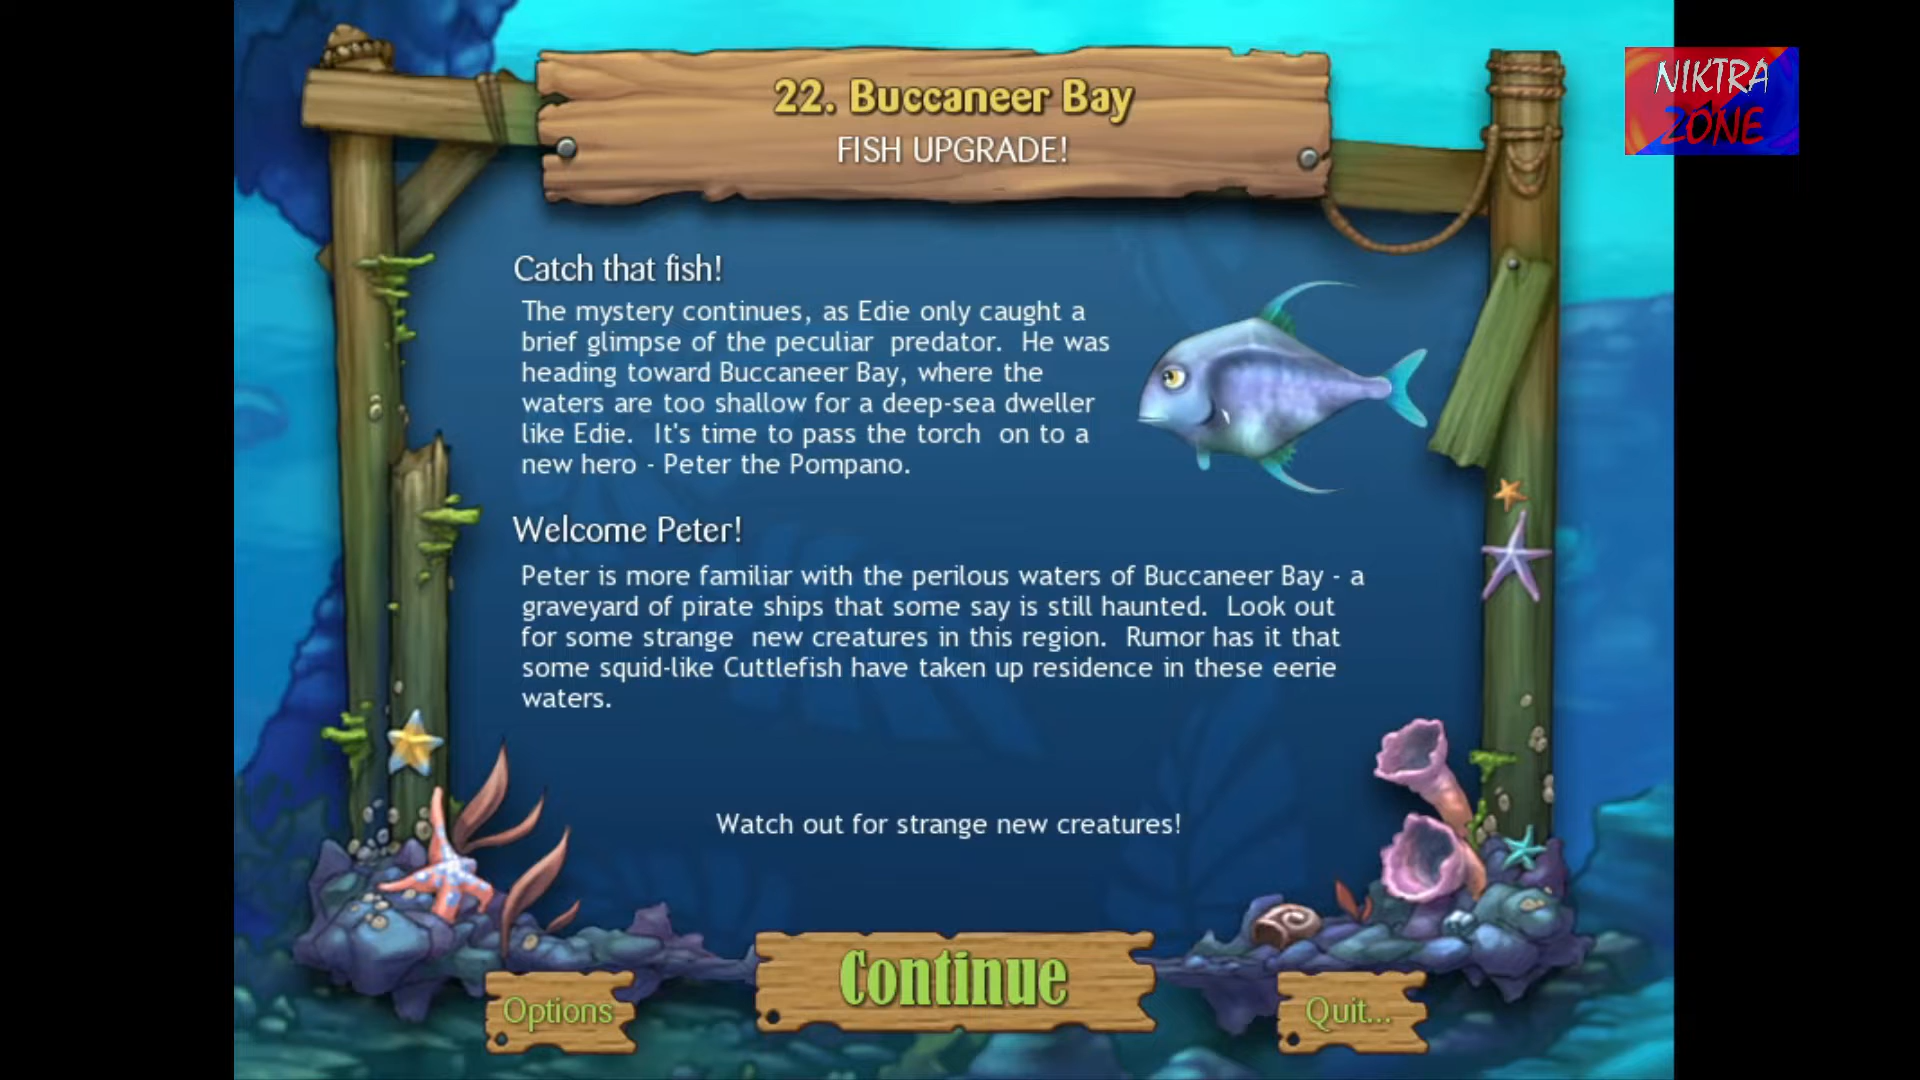 22. Buccaneer Bay
FISH UPGRADE!
NIKTRA
ZONE
Catch that fish!
The mystery continues, as Edie only caught a
brief glimpse of the peculiar predator. He was
heading toward Buccaneer Bay, where the
waters are too shallow for a deep-sea dweller
like Edie. It's time to pass the torch on to a
new hero - Peter the Pompano.
Welcome Peter!
Peter is more familiar with the perilous waters of Buccaneer Bay - a
graveyard of pirate ships that some say is still haunted. Look out
for some strange new creatures in this region. Rumor has it that
some squid-like Cuttlefish have taken up residence in these eerie
waters.
Watch out for strange new creatures!
Continue
Options
Quit...